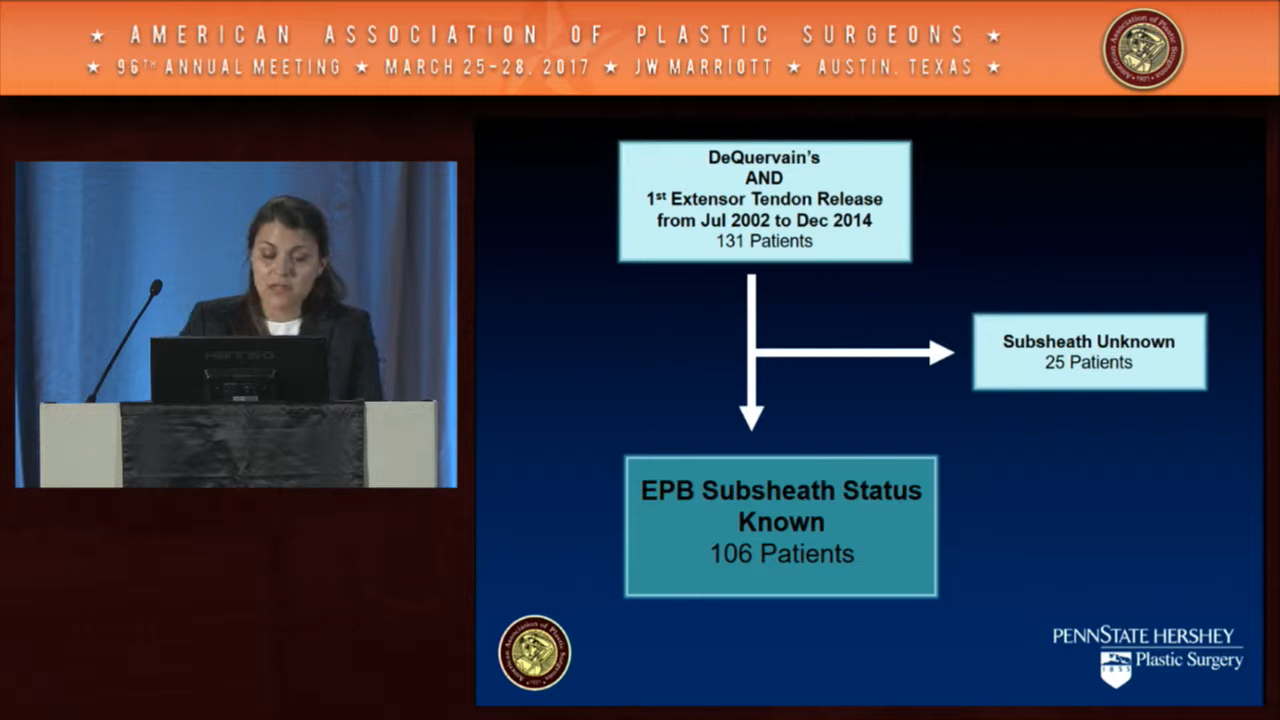 ★ AMERICAN ASSOCIATION OF PLASTIC SURGEONS ★
★ 96TH ANNUAL MEETING ★ MARCH 25-28, 2017 ★ JW MARRIOTT ★ AUSTIN, TEXAS ★
DeQuervain's
AND
1st Extensor Tendon Release
from Jul 2002 to Dec 2014
131 Patients
Subsheath Unknown
25 Patients
EPB Subsheath Status
Known
106 Patients
PENNSTATE HERSHEY
Plastic Surgery
1855